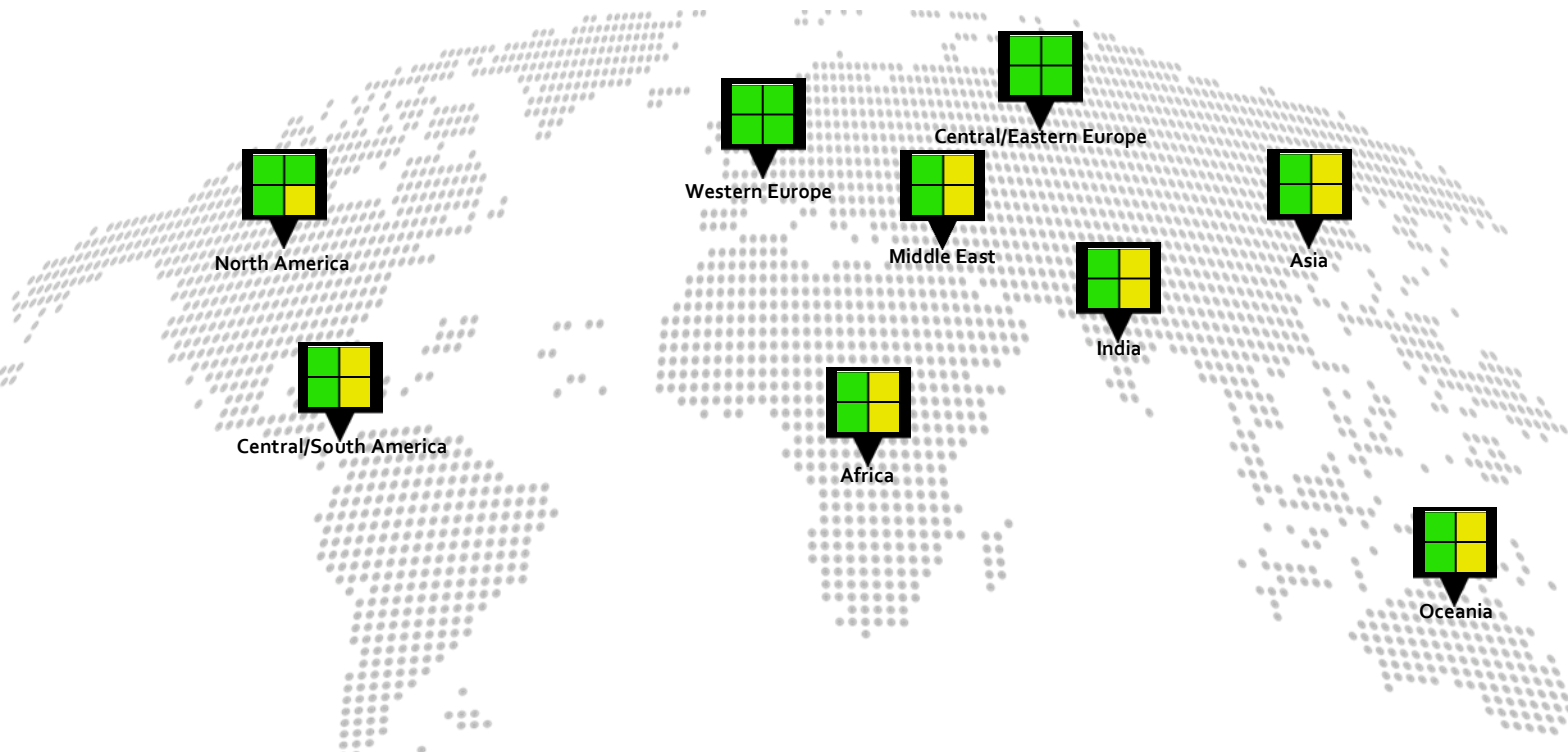 Central/Eastern Europe
Western Europe
North America
Middle East
Asia
India
Central/South America
Africa
Oceania